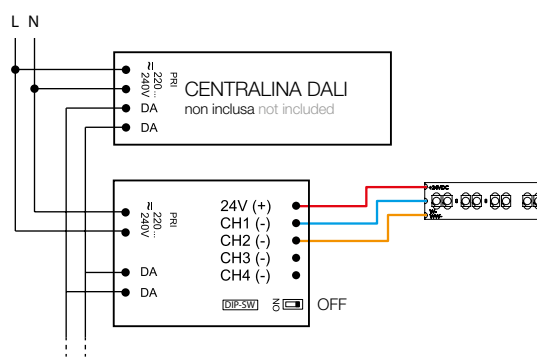 L N
≂ 220... 240V
PRI
DA
DA
CENTRALINA DALI
non inclusa not included
≂ 220... 240V
PRI
DA
DA
24V (+)
CH1 (-)
CH2 (-)
CH3 (-)
CH4 (-)
DIP-SW
ON
OFF
+24VDC